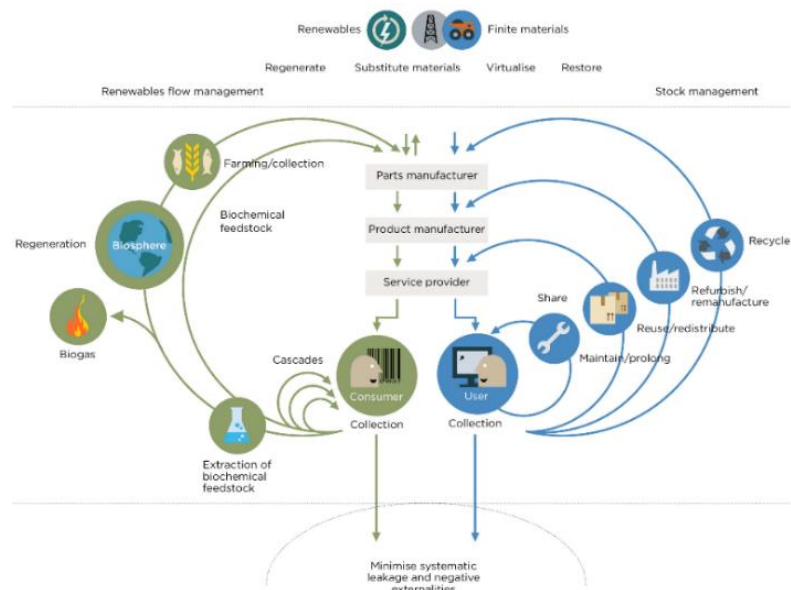 Renewables
Finite materials
Regenerate
Substitute materials
Virtualise
Restore
Renewables flow management
Stock management
Farming/collection
Parts manufacturer
Biochemical
feedstock
Regeneration
Biosphere
Product manufacturer
Recycle
Service provider
Refurbish/
remanufacture
Share
Reuse/redistribute
Biogas
Cascades
Maintain/prolong
Consumer
User
Collection
Collection
Extraction of
biochemical
feedstock
Minimise systematic
leakage and negative
externalities